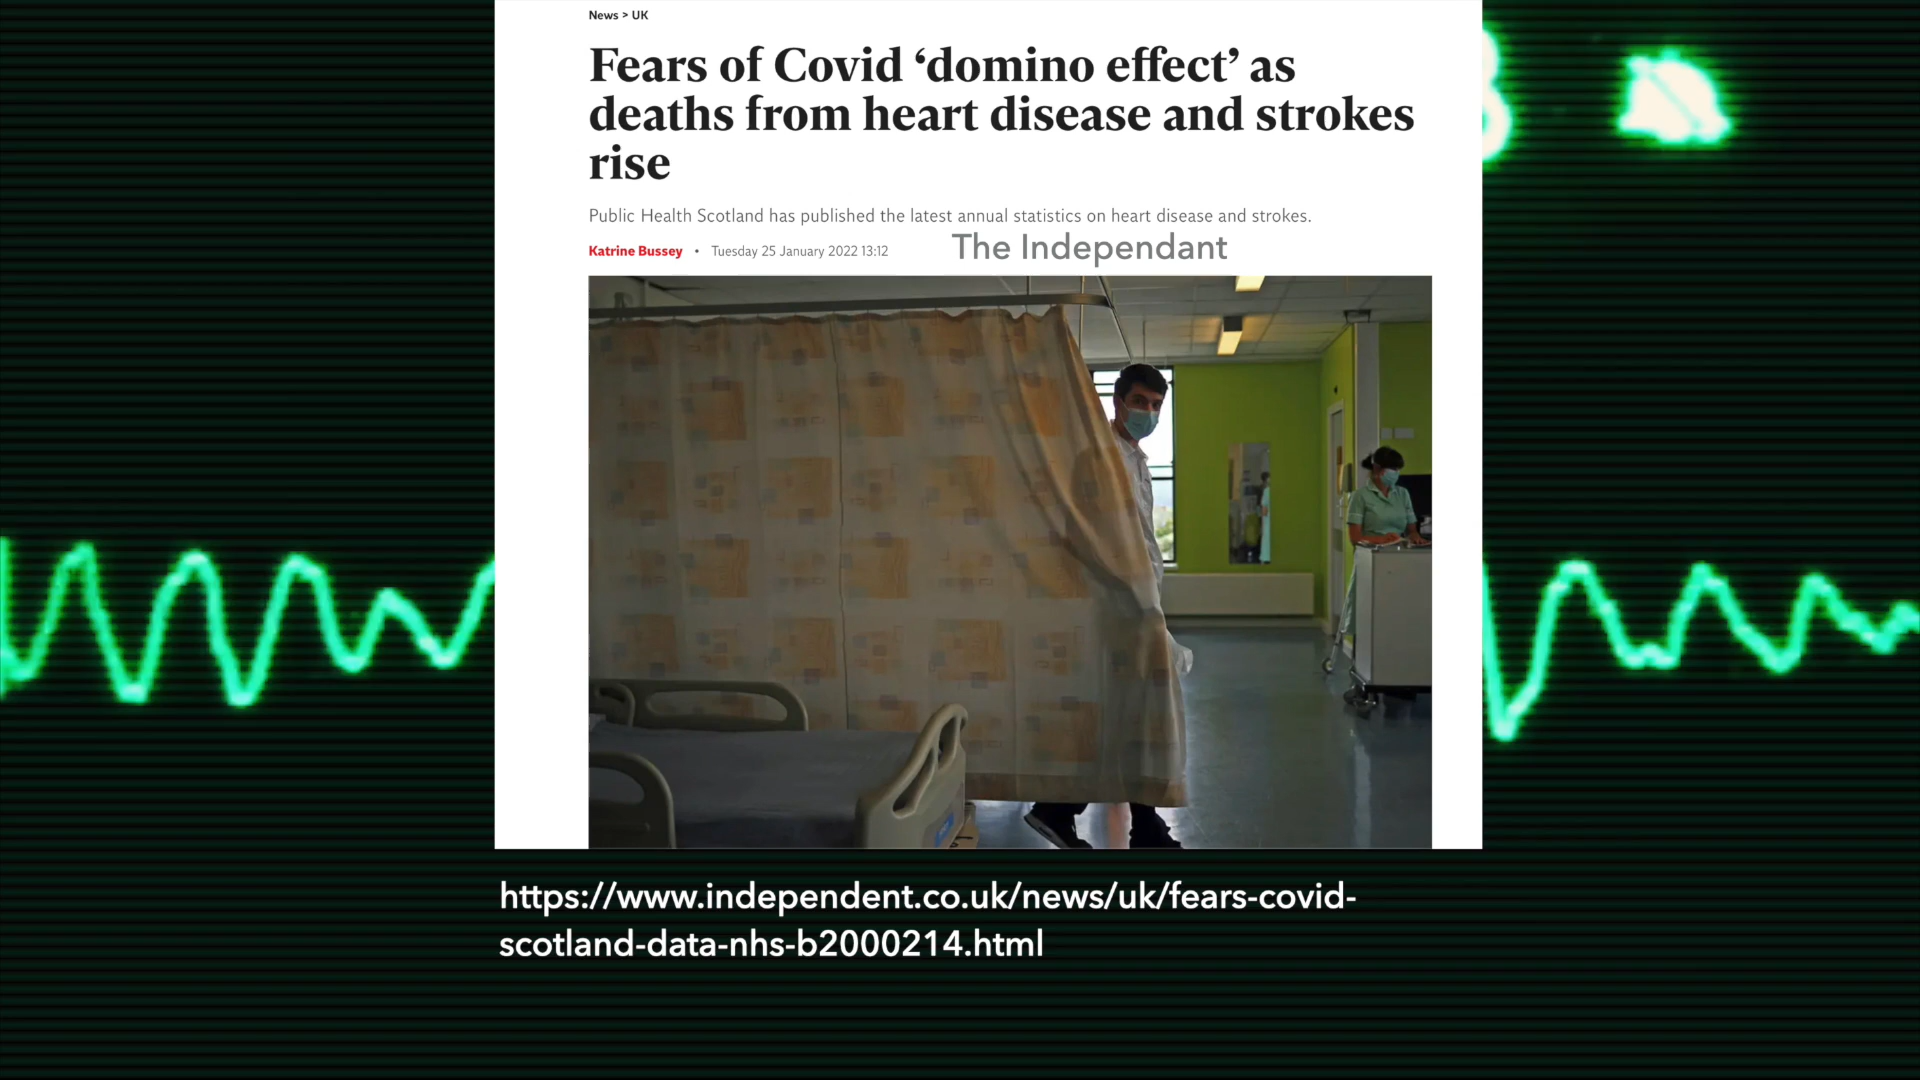 News > UK
Fears of Covid ‘domino effect’ as
deaths from heart disease and strokes
rise
Public Health Scotland has published the latest annual statistics on heart disease and strokes.
Katrine Bussey • Tuesday 25 January 2022 13:12
The Independant
https://www.independent.co.uk/news/uk/fears-covid-
scotland-data-nhs-b2000214.html